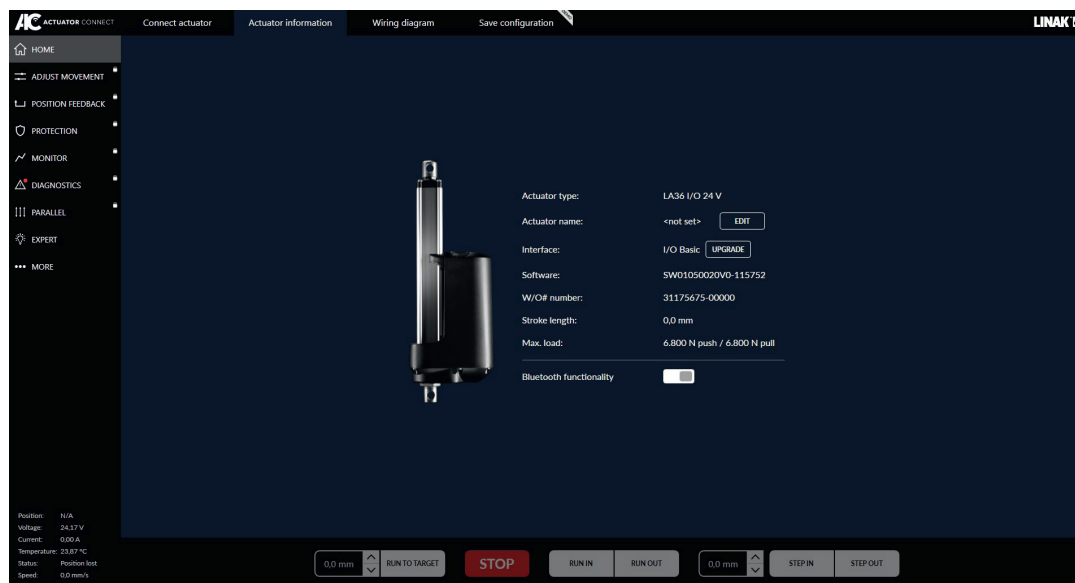 AIC ACTUATOR CONNECT Connect actuator Actuator information Wiring diagram Save configuration LINAK
HOME
ADJUST MOVEMENT
POSITION FEEDBACK
PROTECTION
MONITOR
DIAGNOSTICS
PARALLEL
EXPERT
MORE
Actuator type: LA36 I/O 24 V
Actuator name: <not set> EDIT
Interface: I/O Basic UPGRADE
Software: SW01050020V0-115752
W/O# number: 31175675-00000
Stroke length: 0,0 mm
Max. load: 6.800 N push / 6.800 N pull
Bluetooth functionality
Position: N/A
Voltage: 24,17 V
Current: 0,00 A
Temperature: 23,87 ºC
Status: Position lost
Speed: 0,0 mm/s
0,0 mm RUN TO TARGET STOP RUN IN RUN OUT 0,0 mm STEP IN STEP OUT